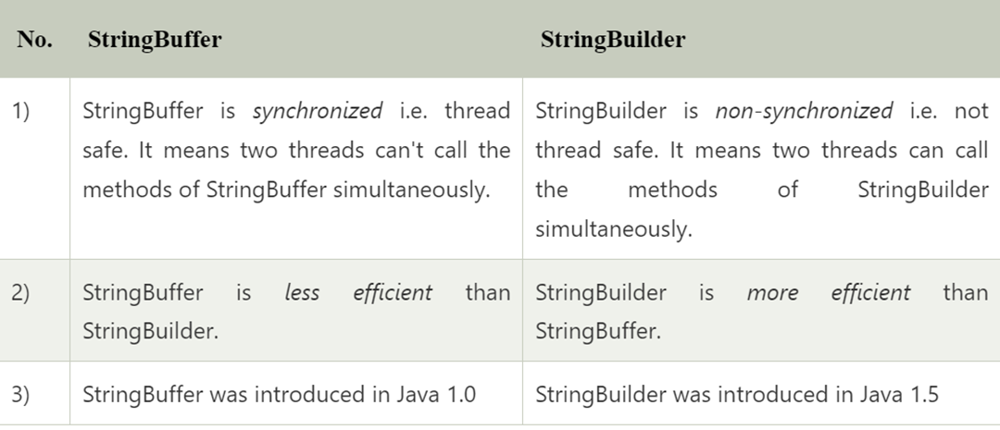 No. StringBuffer StringBuilder
1) StringBuffer is synchronized i.e. thread
safe. It means two threads can't call the
methods of StringBuffer simultaneously.
StringBuilder is non-synchronized i.e. not
thread safe. It means two threads can call
the methods of StringBuilder
simultaneously.
2) StringBuffer is less efficient than
StringBuilder.
StringBuilder is more efficient than
StringBuffer.
3) StringBuffer was introduced in Java 1.0
StringBuilder was introduced in Java 1.5